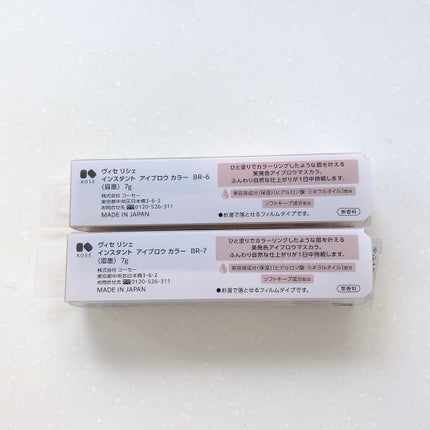 KOSÉ
ヴィセ リシェ
インスタント アイブロウ カラー BR-6
〈眉墨〉 7g
株式会社 コーセー
東京都中央区日本橋3-6-2
お問合せ先 0120-526-311
MADE IN JAPAN
ひと塗りでカラーリングしたような眉を叶える
美発色アイブロウマスカラ。
ふんわり自然な仕上がりが1日中持続します。
美容液成分(保湿)(ヒアルロン酸・ミネラルオイル)配合
ソフトキープ成分配合
●お湯で落とせるフィルムタイプです。
無香料
KOSÉ
ヴィセ リシェ
インスタント アイブロウ カラー BR-7
〈眉墨〉 7g
株式会社 コーセー
東京都中央区日本橋3-6-2
お問合せ先 0120-526-311
MADE IN JAPAN
ひと塗りでカラーリングしたような眉を叶える
美発色アイブロウマスカラ。
ふんわり自然な仕上がりが1日中持続します。
美容液成分(保湿)(ヒアルロン酸・ミネラルオイル)配合
ソフトキープ成分配合
●お湯で落とせるフィルムタイプです。
無香料